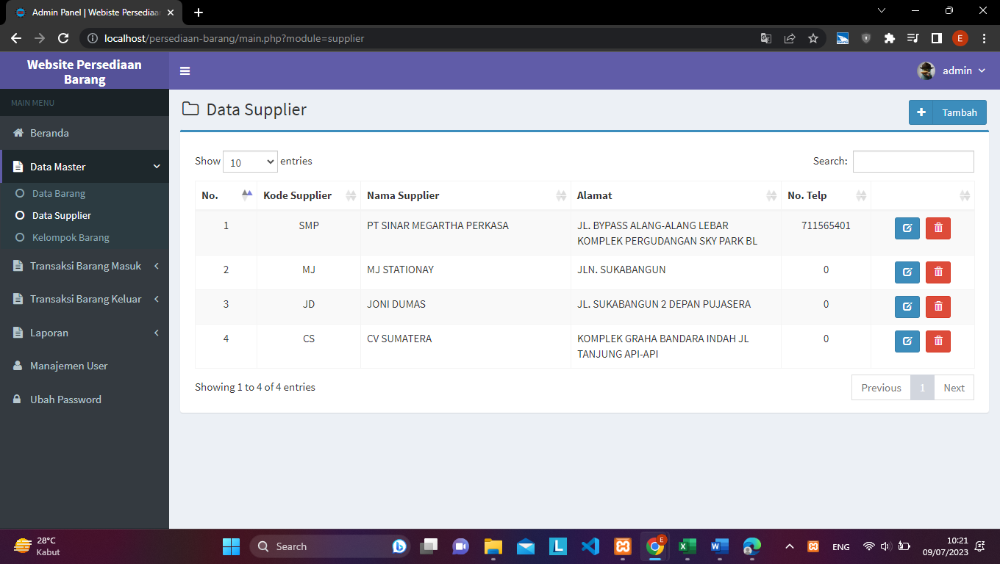 Admin Panel | Webiste Persediaan
localhost/persediaan-barang/main.php?module=supplier
E
Website Persediaan
Barang
admin
MAIN MENU
Beranda
Data Master
Data Barang
Data Supplier
Kelompok Barang
Transaksi Barang Masuk
Transaksi Barang Keluar
Laporan
Manajemen User
Ubah Password
Data Supplier
Tambah
Show 10 entries
Search:
No. Kode Supplier Nama Supplier Alamat No. Telp
1 SMP PT SINAR MEGARTHA PERKASA JL. BYPASS ALANG-ALANG LEBAR 711565401
KOMPLEK PERGUDANGAN SKY PARK BL
2 MJ MJ STATIONAY JLN. SUKABANGUN 0
3 JD JONI DUMAS JL. SUKABANGUN 2 DEPAN PUJASERA 0
4 CS CV SUMATERA KOMPLEK GRAHA BANDARA INDAH JL 0
TANJUNG API-API
Showing 1 to 4 of 4 entries
Previous 1 Next
28°C
Kabut
Search
L
E
ENG
10:21
09/07/2023